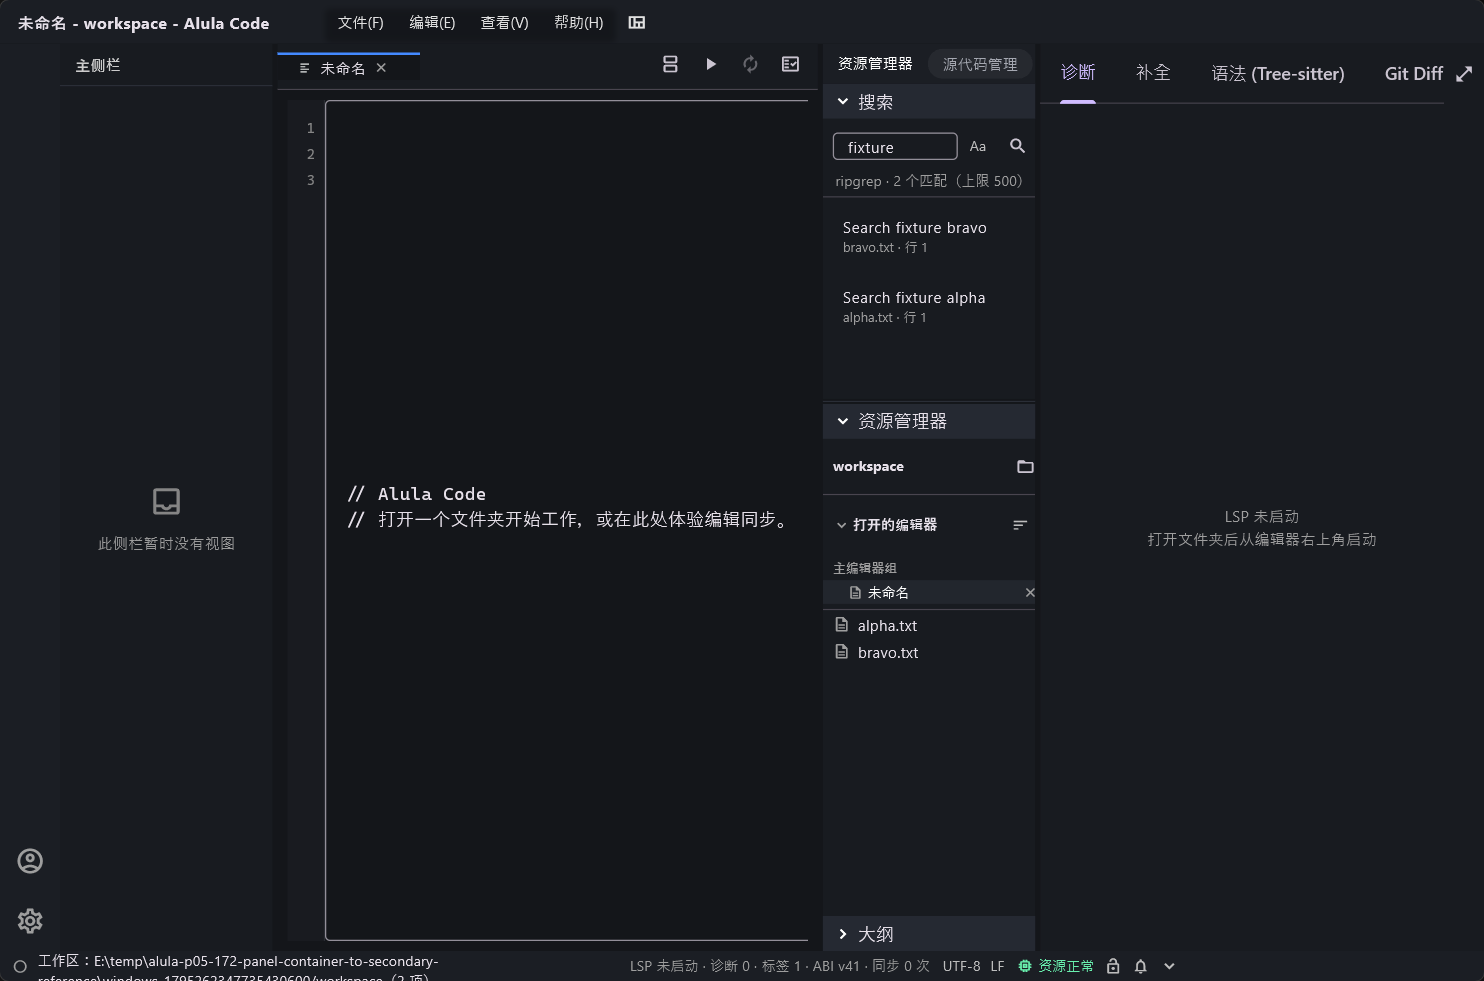 未命名 - workspace - Alula Code
文件(F) 编辑(E) 查看(V) 帮助(H)
主侧栏
未命名
资源管理器 源代码管理
诊断 补全 语法 (Tree-sitter) Git Diff
搜索
fixture Aa
ripgrep · 2 个匹配（上限 500）
Search fixture bravo
bravo.txt · 行 1
Search fixture alpha
alpha.txt · 行 1
1
2
3
// Alula Code
// 打开一个文件夹开始工作，或在此处体验编辑同步。
此侧栏暂时没有视图
资源管理器
workspace
打开的编辑器
主编辑器组
未命名
alpha.txt
bravo.txt
大纲
LSP 未启动
打开文件夹后从编辑器右上角启动
工作区：E:\temp\alula-p05-172-panel-container-to-secondary-
reference\windows-1795262347735430600/workspace（2 项）
LSP 未启动 · 诊断 0 · 标签 1 · ABI v41 · 同步 0 次 UTF-8 LF 资源正常